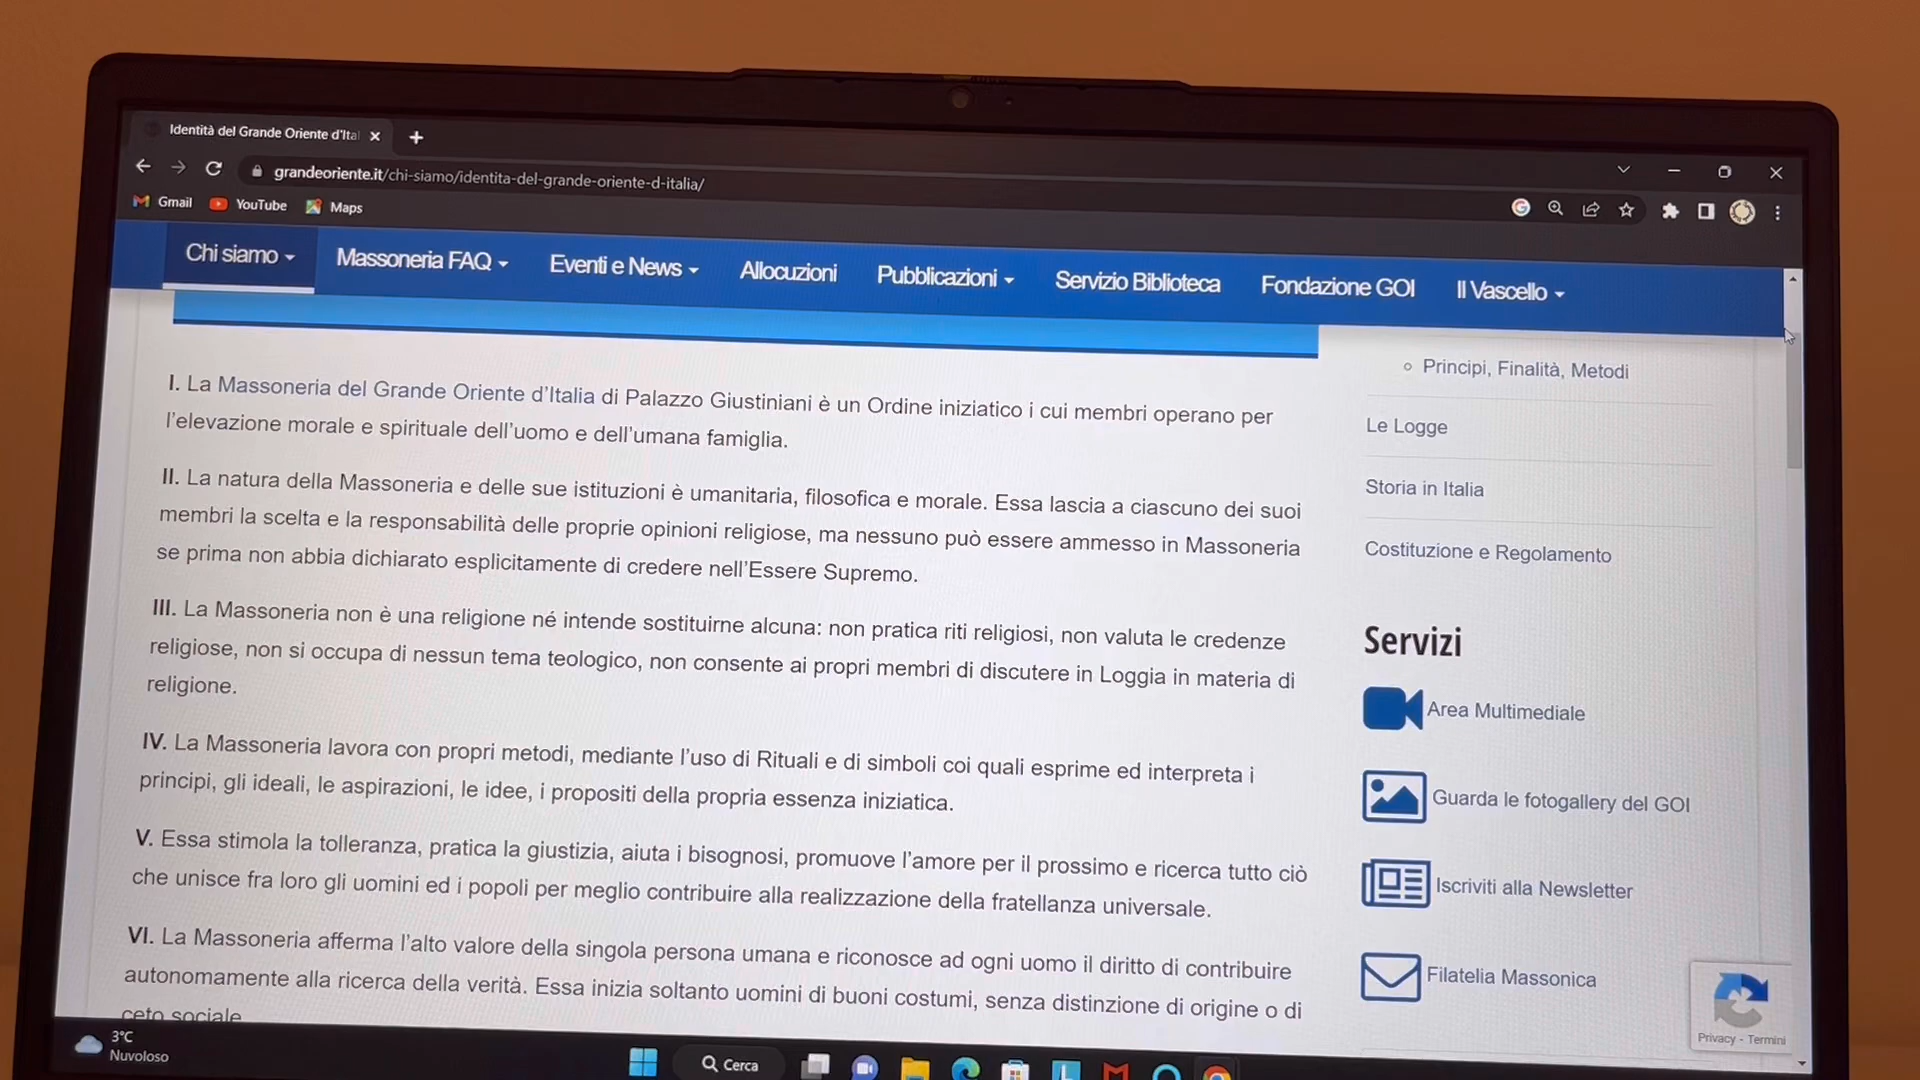 Identità del Grande Oriente d'Ita
grandeoriente.it/chi-siamo/identita-del-grande-oriente-d-italia/
Gmail YouTube Maps
Chi siamo Massoneria FAQ Eventi e News Allocuzioni Pubblicazioni Servizio Biblioteca Fondazione GOI Il Vascello
I. La Massoneria del Grande Oriente d'Italia di Palazzo Giustiniani è un Ordine iniziatico i cui membri operano per
l'elevazione morale e spirituale dell'uomo e dell'umana famiglia.
II. La natura della Massoneria e delle sue istituzioni è umanitaria, filosofica e morale. Essa lascia a ciascuno dei suoi
membri la scelta e la responsabilità delle proprie opinioni religiose, ma nessuno può essere ammesso in Massoneria
se prima non abbia dichiarato esplicitamente di credere nell'Essere Supremo.
III. La Massoneria non è una religione né intende sostituirne alcuna: non pratica riti religiosi, non valuta le credenze
religiose, non si occupa di nessun tema teologico, non consente ai propri membri di discutere in Loggia in materia di
religione.
IV. La Massoneria lavora con propri metodi, mediante l'uso di Rituali e di simboli coi quali esprime ed interpreta i
principi, gli ideali, le aspirazioni, le idee, i propositi della propria essenza iniziatica.
V. Essa stimola la tolleranza, pratica la giustizia, aiuta i bisognosi, promuove l'amore per il prossimo e ricerca tutto ciò
che unisce fra loro gli uomini ed i popoli per meglio contribuire alla realizzazione della fratellanza universale.
VI. La Massoneria afferma l'alto valore della singola persona umana e riconosce ad ogni uomo il diritto di contribuire
autonomamente alla ricerca della verità. Essa inizia soltanto uomini di buoni costumi, senza distinzione di origine o di
ceto sociale
Principi, Finalità, Metodi
Le Logge
Storia in Italia
Costituzione e Regolamento
Servizi
Area Multimediale
Guarda le fotogallery del GOI
Iscriviti alla Newsletter
Filatelia Massonica
Privacy - Termini
3°C
Nuvoloso
Cerca